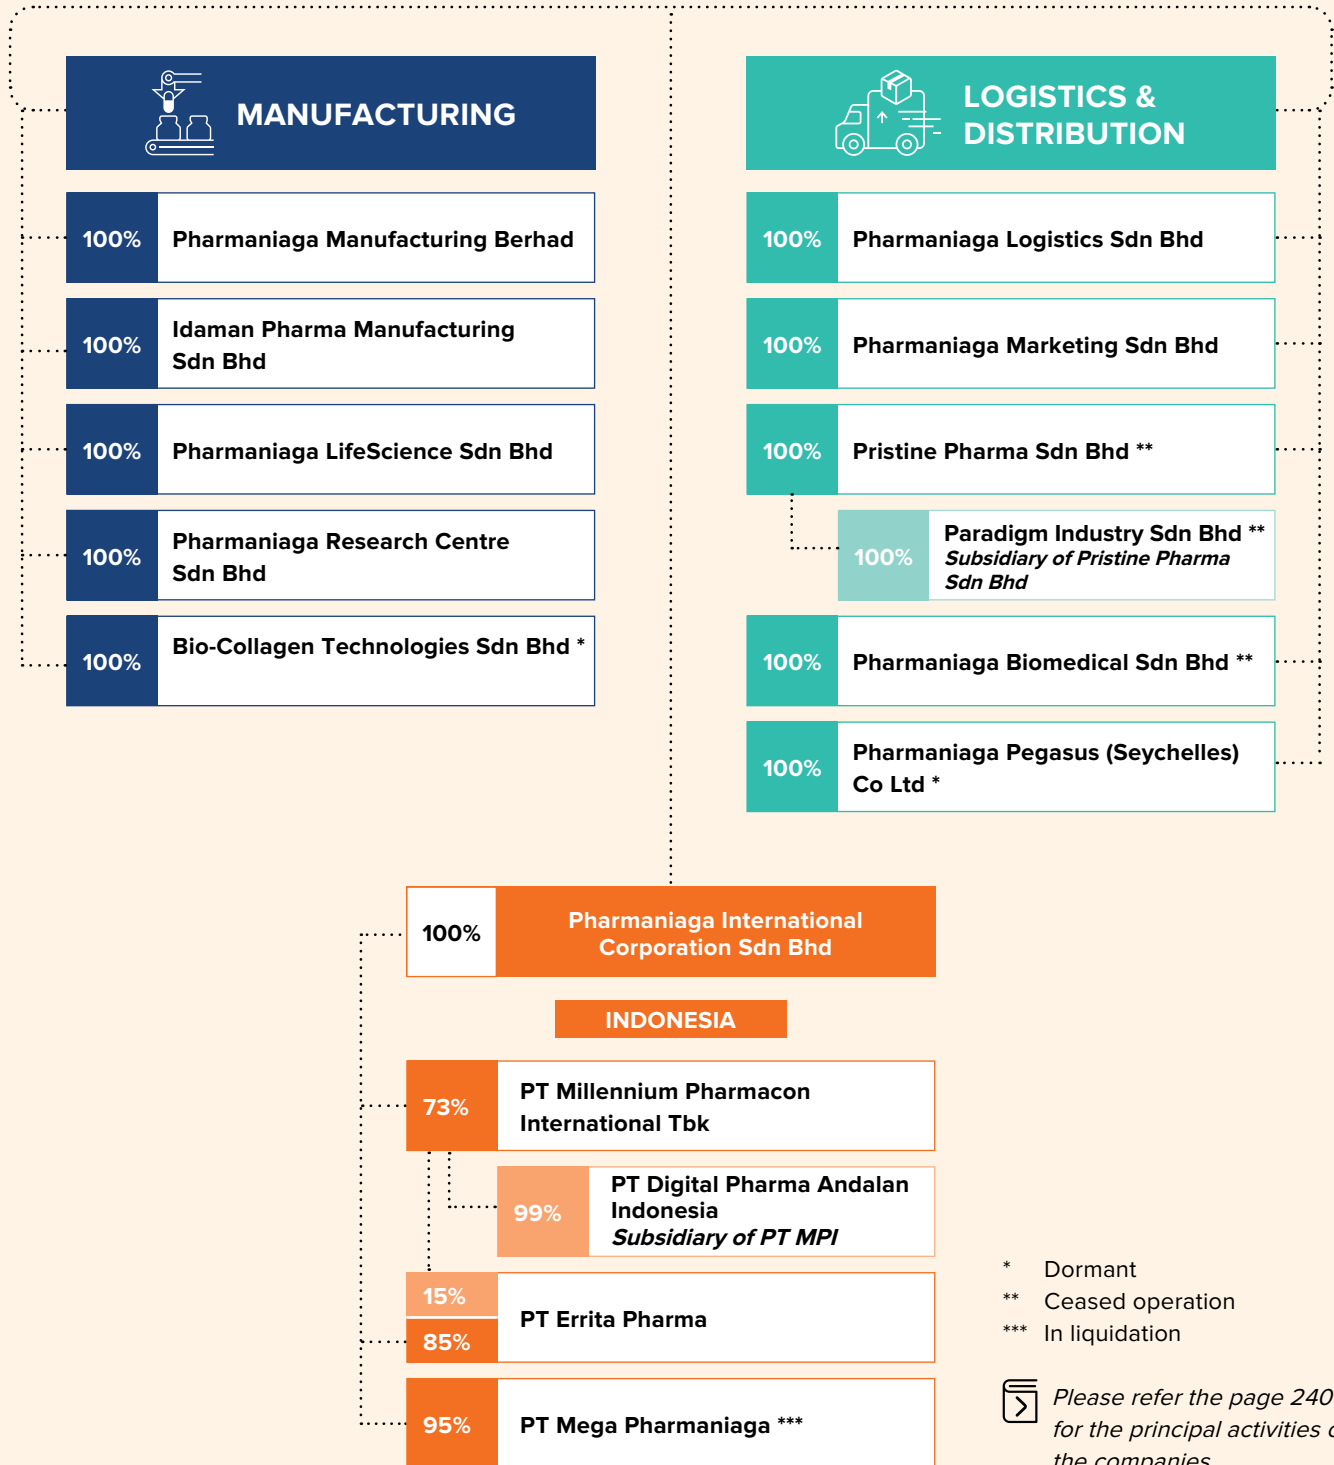 MANUFACTURING
100%
Pharmaniaga Manufacturing Berhad
100%
Idaman Pharma Manufacturing
Sdn Bhd
100%
Pharmaniaga LifeScience Sdn Bhd
100%
Pharmaniaga Research Centre
Sdn Bhd
100%
Bio-Collagen Technologies Sdn Bhd *
LOGISTICS &
DISTRIBUTION
100%
Pharmaniaga Logistics Sdn Bhd
100%
Pharmaniaga Marketing Sdn Bhd
100%
Pristine Pharma Sdn Bhd **
100%
Paradigm Industry Sdn Bhd **
Subsidiary of Pristine Pharma
Sdn Bhd
100%
Pharmaniaga Biomedical Sdn Bhd **
100%
Pharmaniaga Pegasus (Seychelles)
Co Ltd *
100%
Pharmaniaga International
Corporation Sdn Bhd
INDONESIA
73%
PT Millennium Pharmacon
International Tbk
99%
PT Digital Pharma Andalan
Indonesia
Subsidiary of PT MPI
15%
85%
PT Errita Pharma
95%
PT Mega Pharmaniaga ***
* Dormant
** Ceased operation
*** In liquidation
Please refer the page 240
for the principal activities
the companies